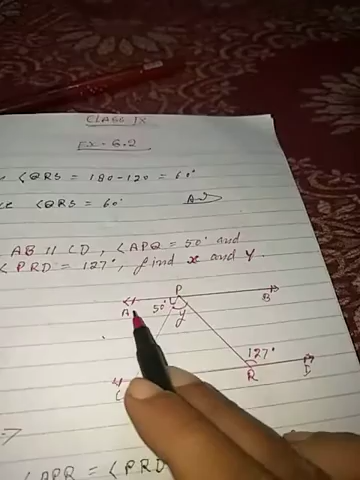 CLASS IX
EX-6.2
∠QRS = 180-120 = 60°
∠QRS = 60°
AB || CD, ∠APQ = 50° and
∠PRD = 127°, find x and y.
P
A
50°
y
B
127°
C
R
D
=>
∠APR = ∠PRD